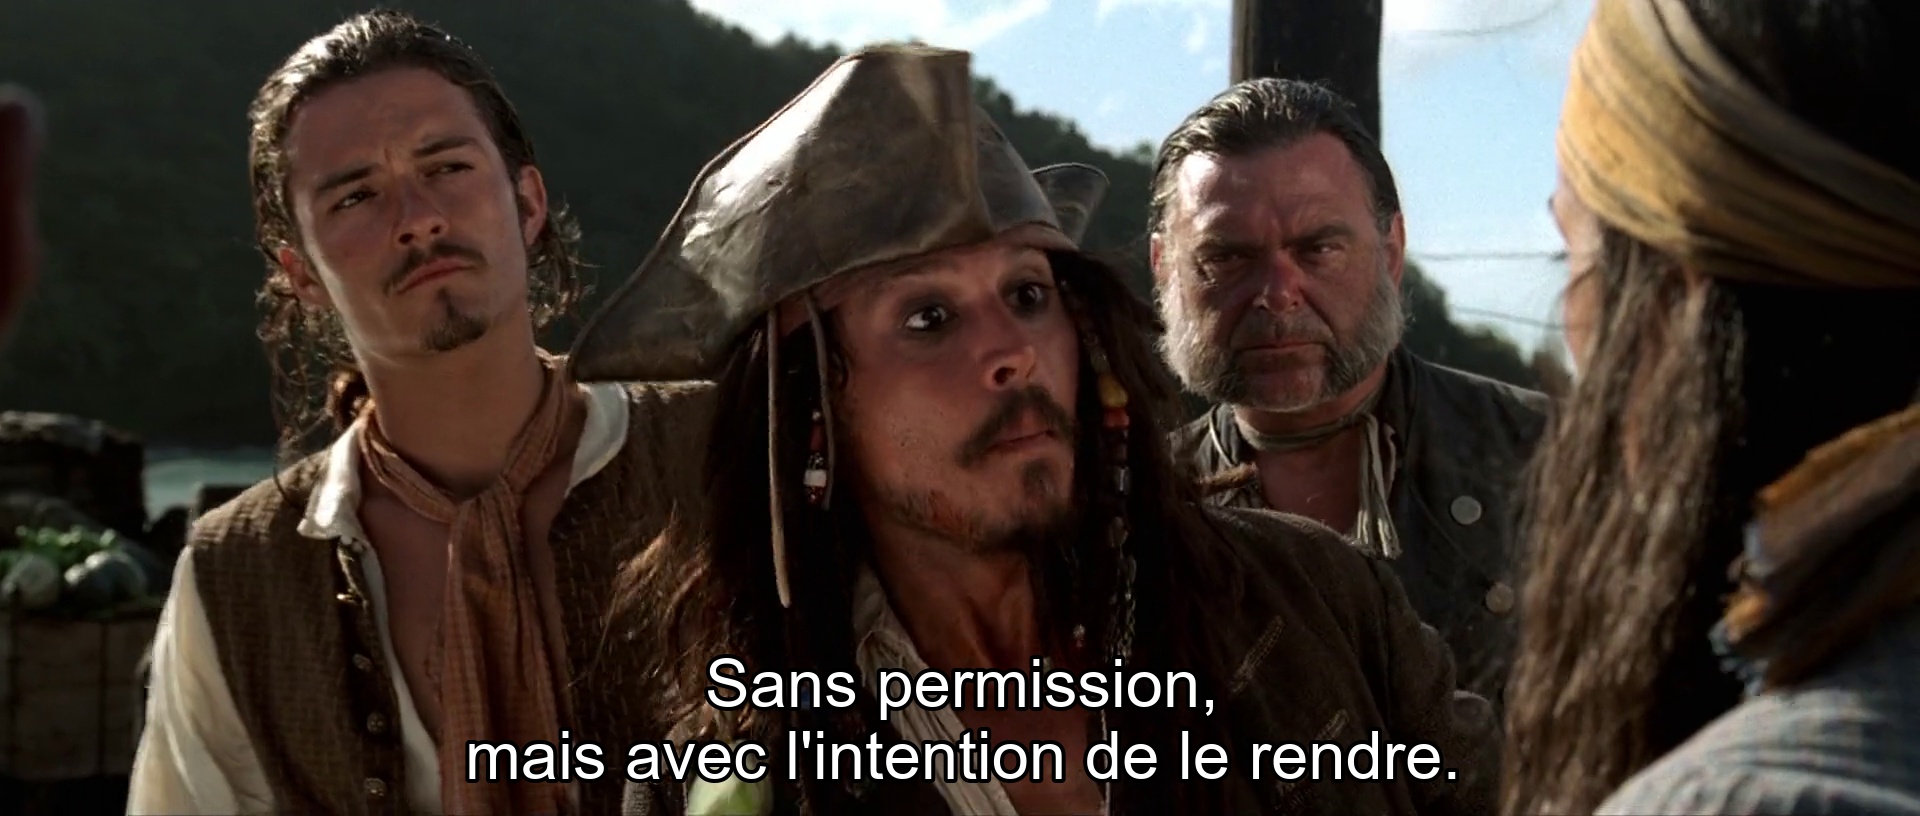 Sans permission,
mais avec l'intention de le rendre.